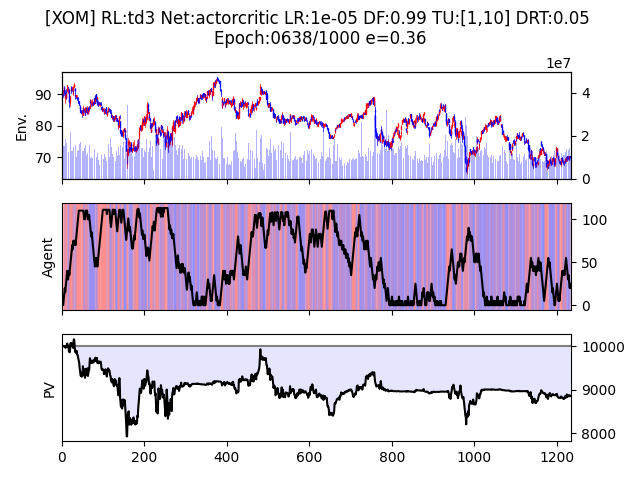 [XOM] RL:td3 Net:actorcritic LR:1e-05 DF:0.99 TU:[1,10] DRT:0.05
Epoch:0638/1000 e=0.36
1e7
Env.
90
80
70
4
2
0
Agent
100
50
0
PV
10000
9000
8000
0 200 400 600 800 1000 1200